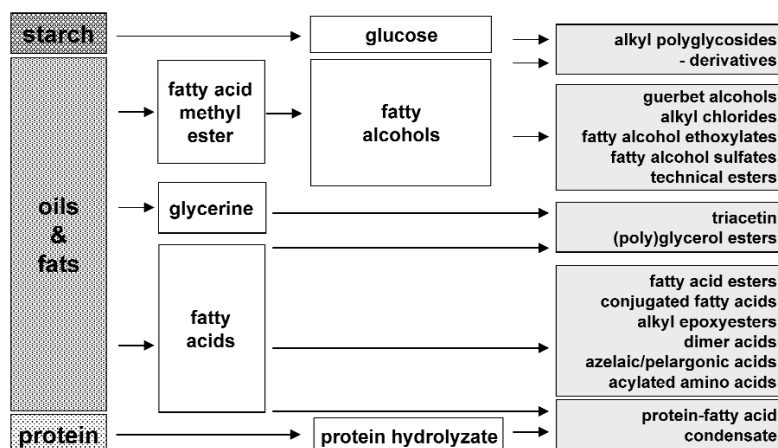 starch
glucose
alkyl polyglycosides
- derivatives
oils
&
fats
fatty acid
methyl
ester
fatty
alcohols
guerbet alcohols
alkyl chlorides
fatty alcohol ethoxylates
fatty alcohol sulfates
technical esters
glycerine
triacetin
(poly)glycerol esters
fatty
acids
fatty acid esters
conjugated fatty acids
alkyl epoxyesters
dimer acids
azelaic/pelargonic acids
acylated amino acids
protein
protein hydrolyzate
protein-fatty acid
condensate